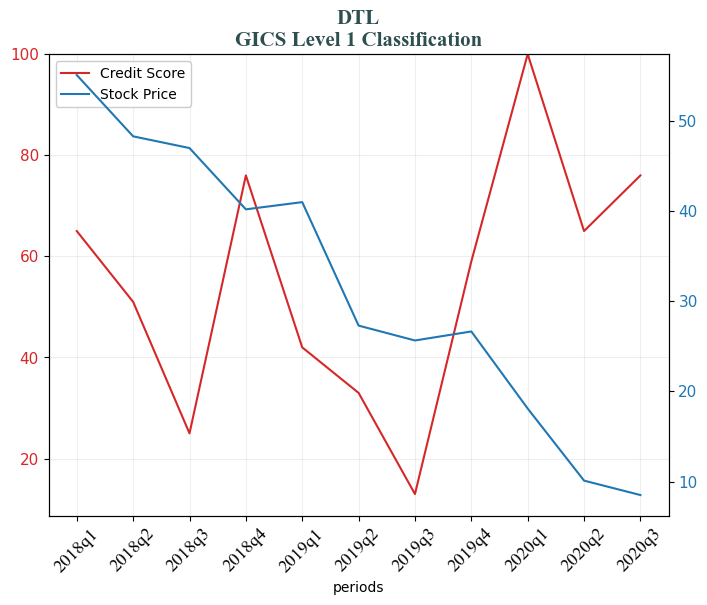 DTL
GICS Level 1 Classification
Credit Score
Stock Price
100
80
60
40
20
50
40
30
20
10
2018q1
2018q2
2018q3
2018q4
2019q1
2019q2
2019q3
2019q4
2020q1
2020q2
2020q3
periods